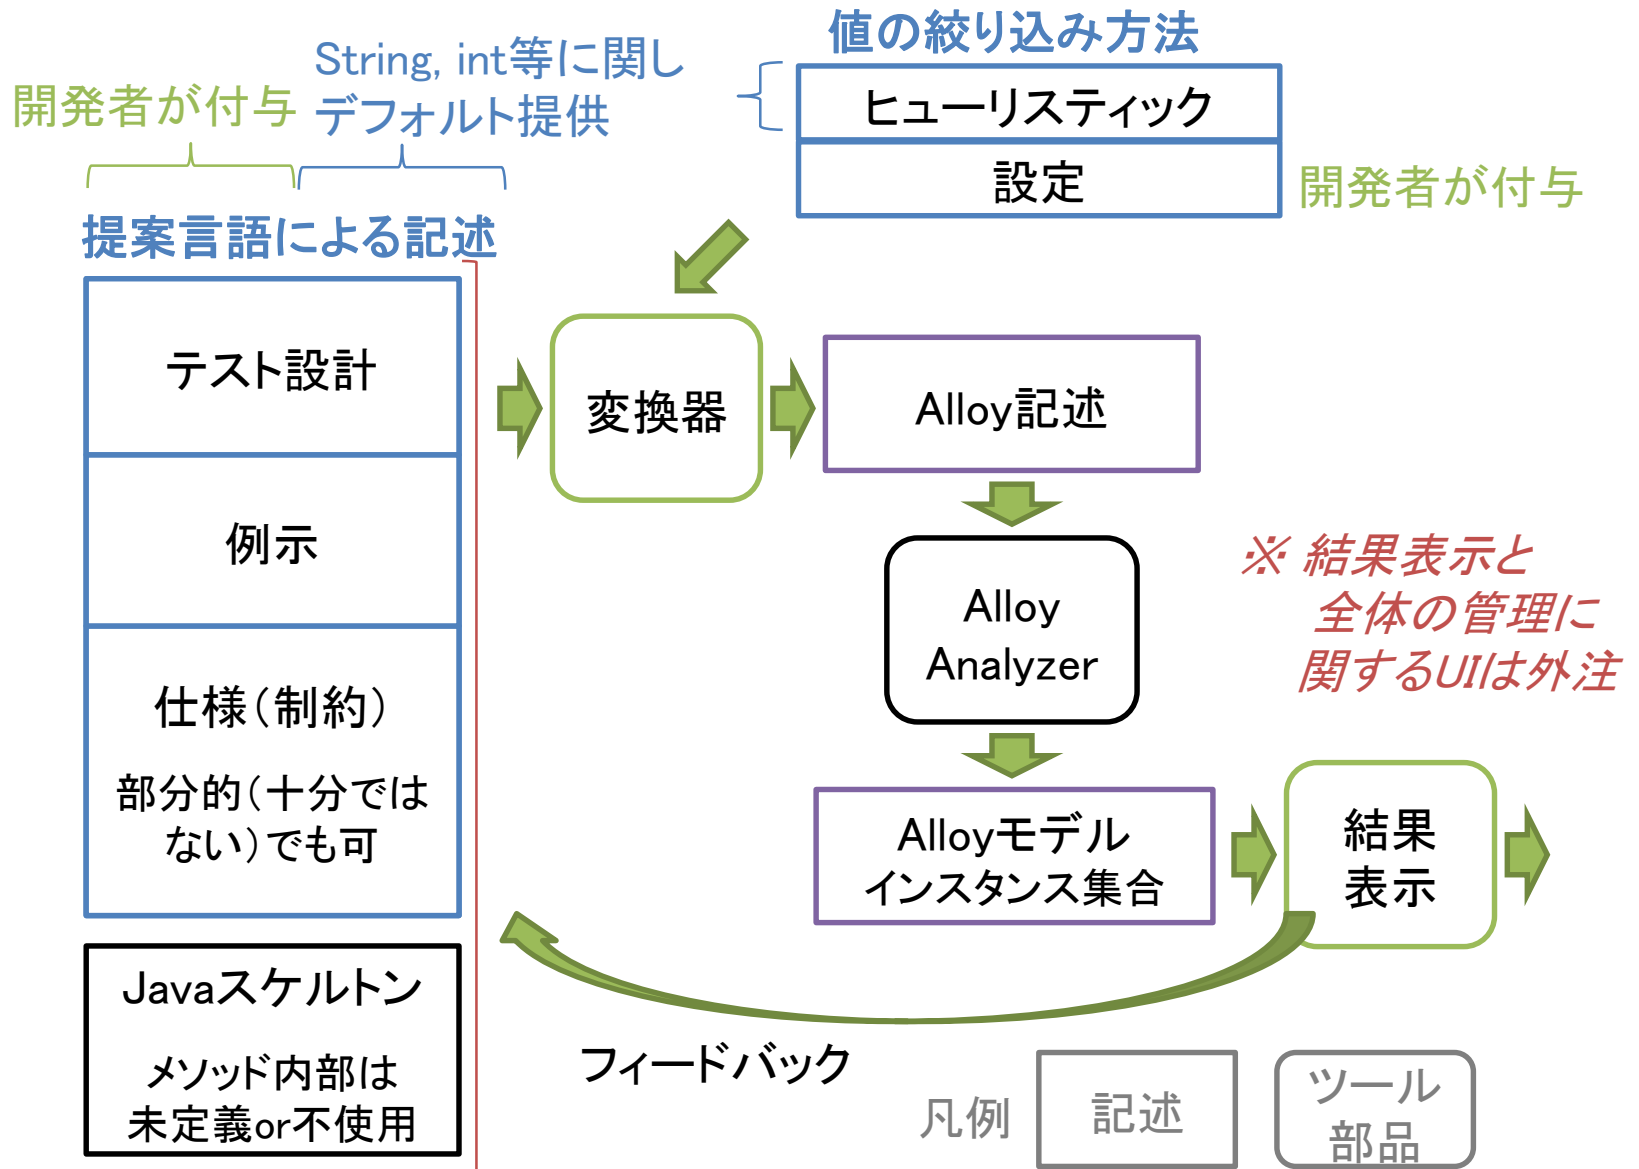 値の絞り込み方法
String, int等に関し
デフォルト提供
開発者が付与
ヒューリスティック
設定
開発者が付与
提案言語による記述
テスト設計
例示
仕様（制約）
部分的（十分では
ない）でも可
Javaスケルトン
メソッド内部は
未定義or不使用
変換器
Alloy記述
Alloy
Analyzer
※ 結果表示と
全体の管理に
関するUIは外注
Alloyモデル
インスタンス集合
結果
表示
フィードバック
凡例
記述
ツール
部品